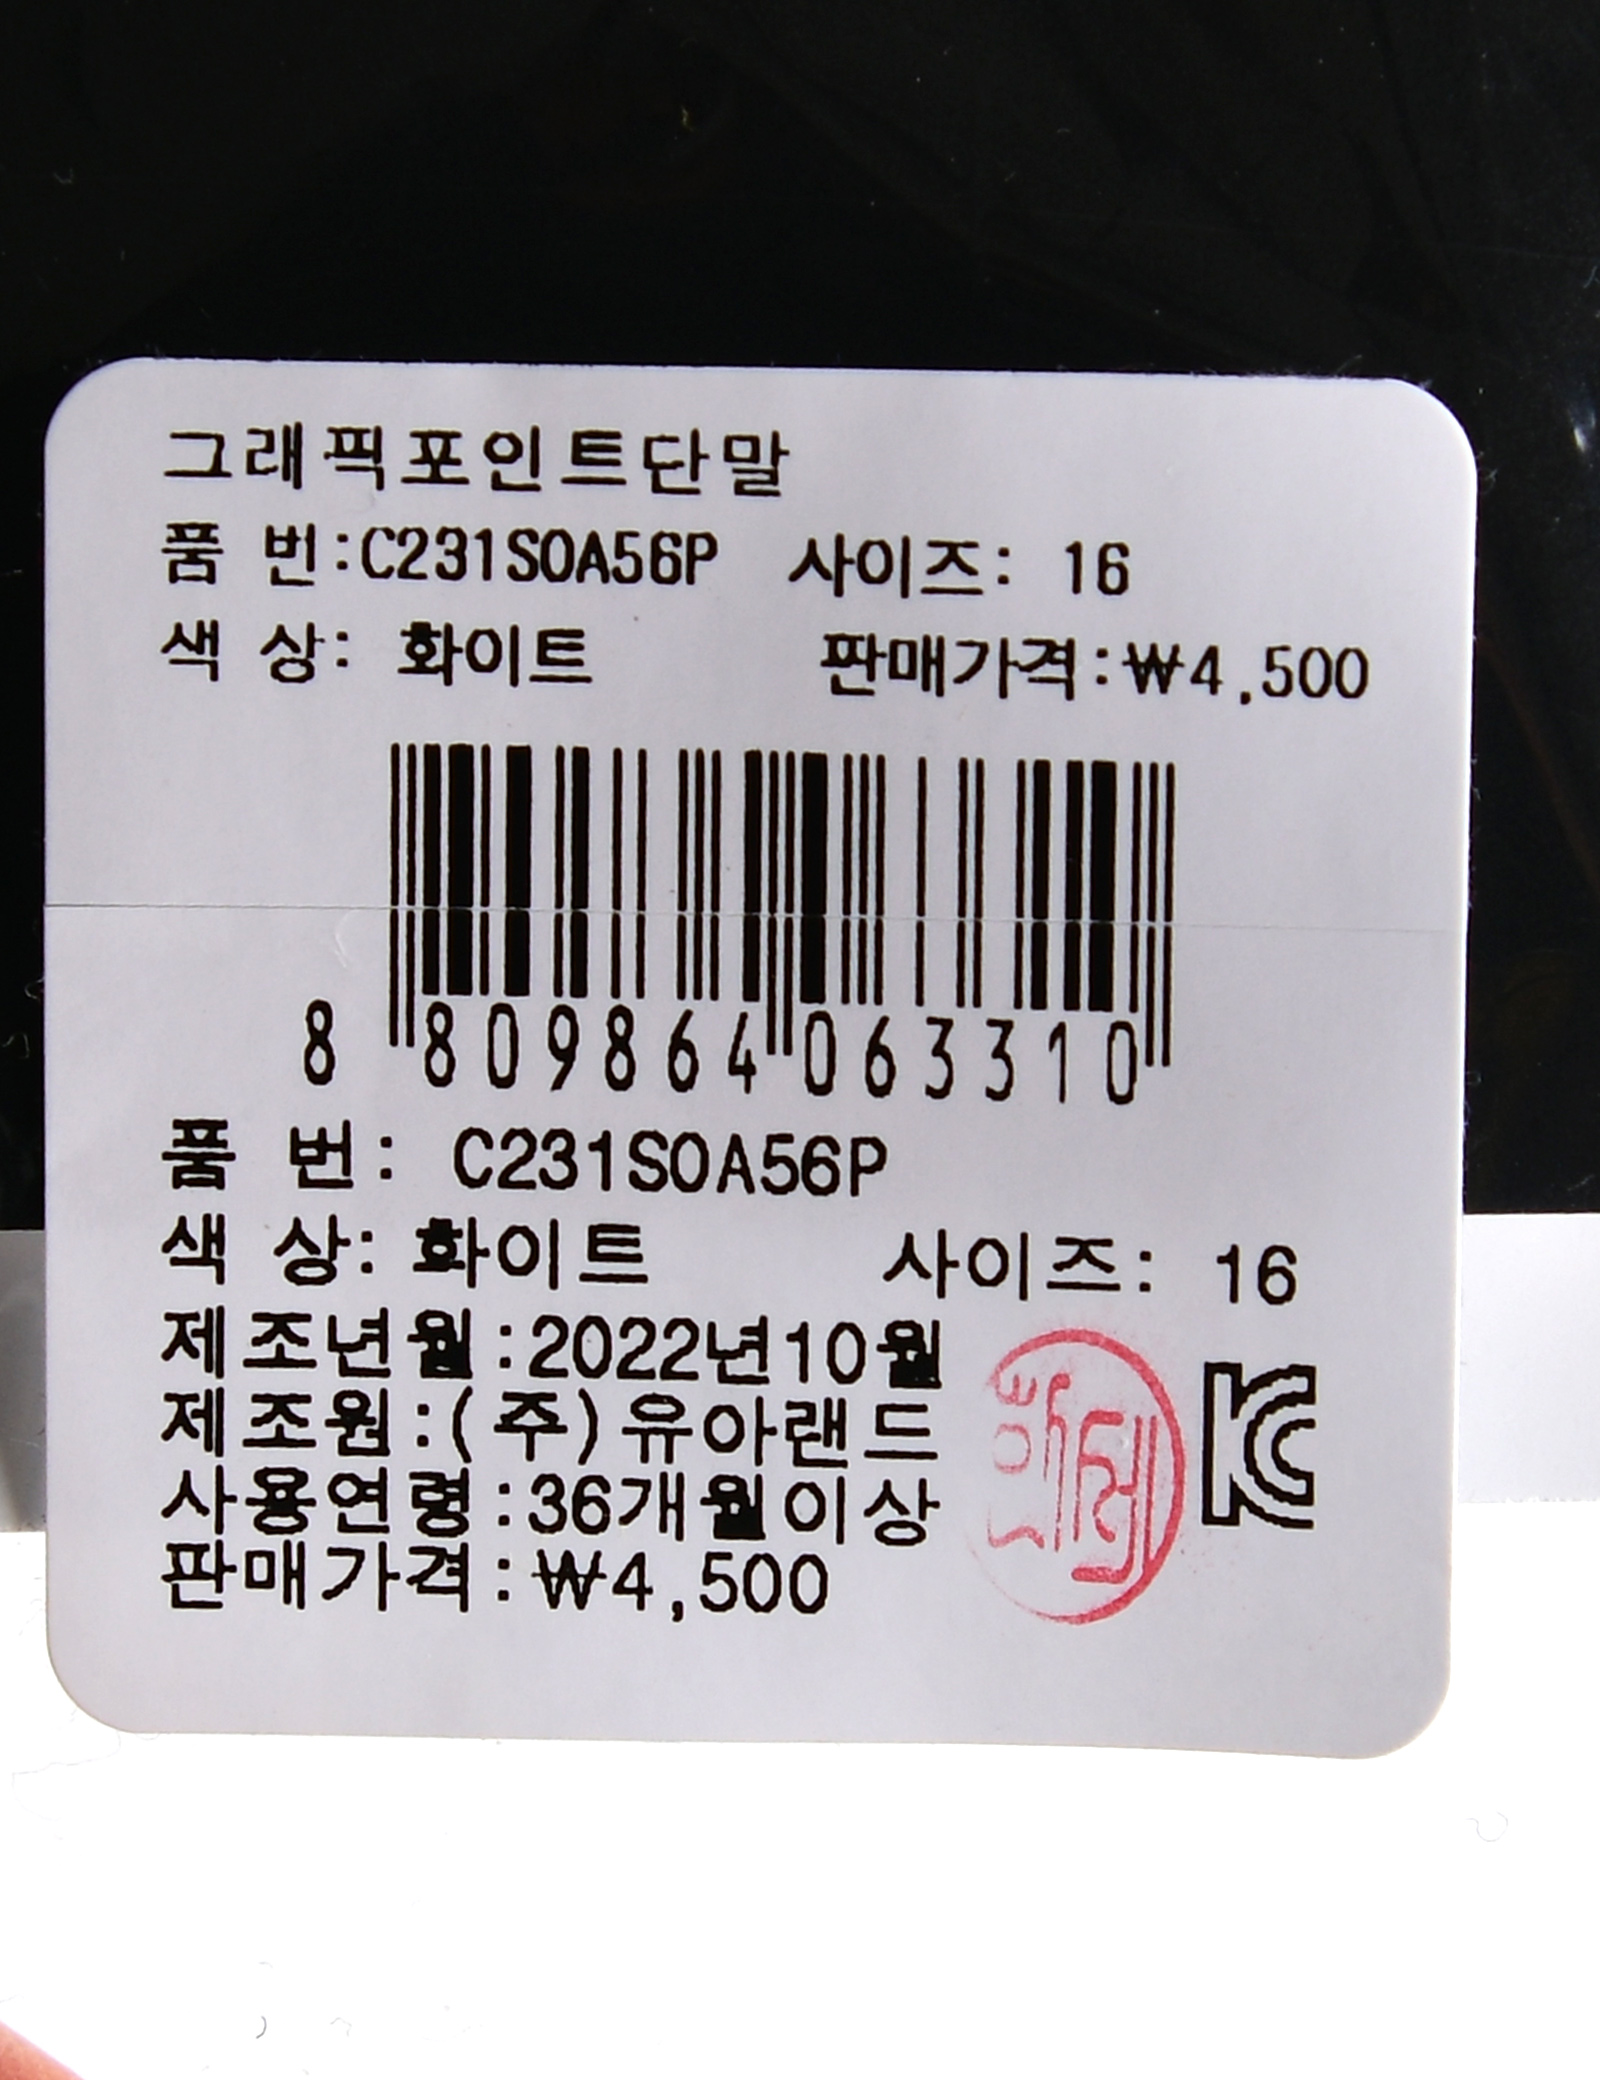 그래픽포인트단말
품 번:C231SOA56P 사이즈: 16
색 상: 화이트 판매가격:₩4,500
8 809864 063310
품 번: C231SOA56P
색 상: 화이트 사이즈: 16
제조년월:2022년10월
제조원:(주)유아랜드
사용연령:36개월이상
판매가격:₩4,500
KC